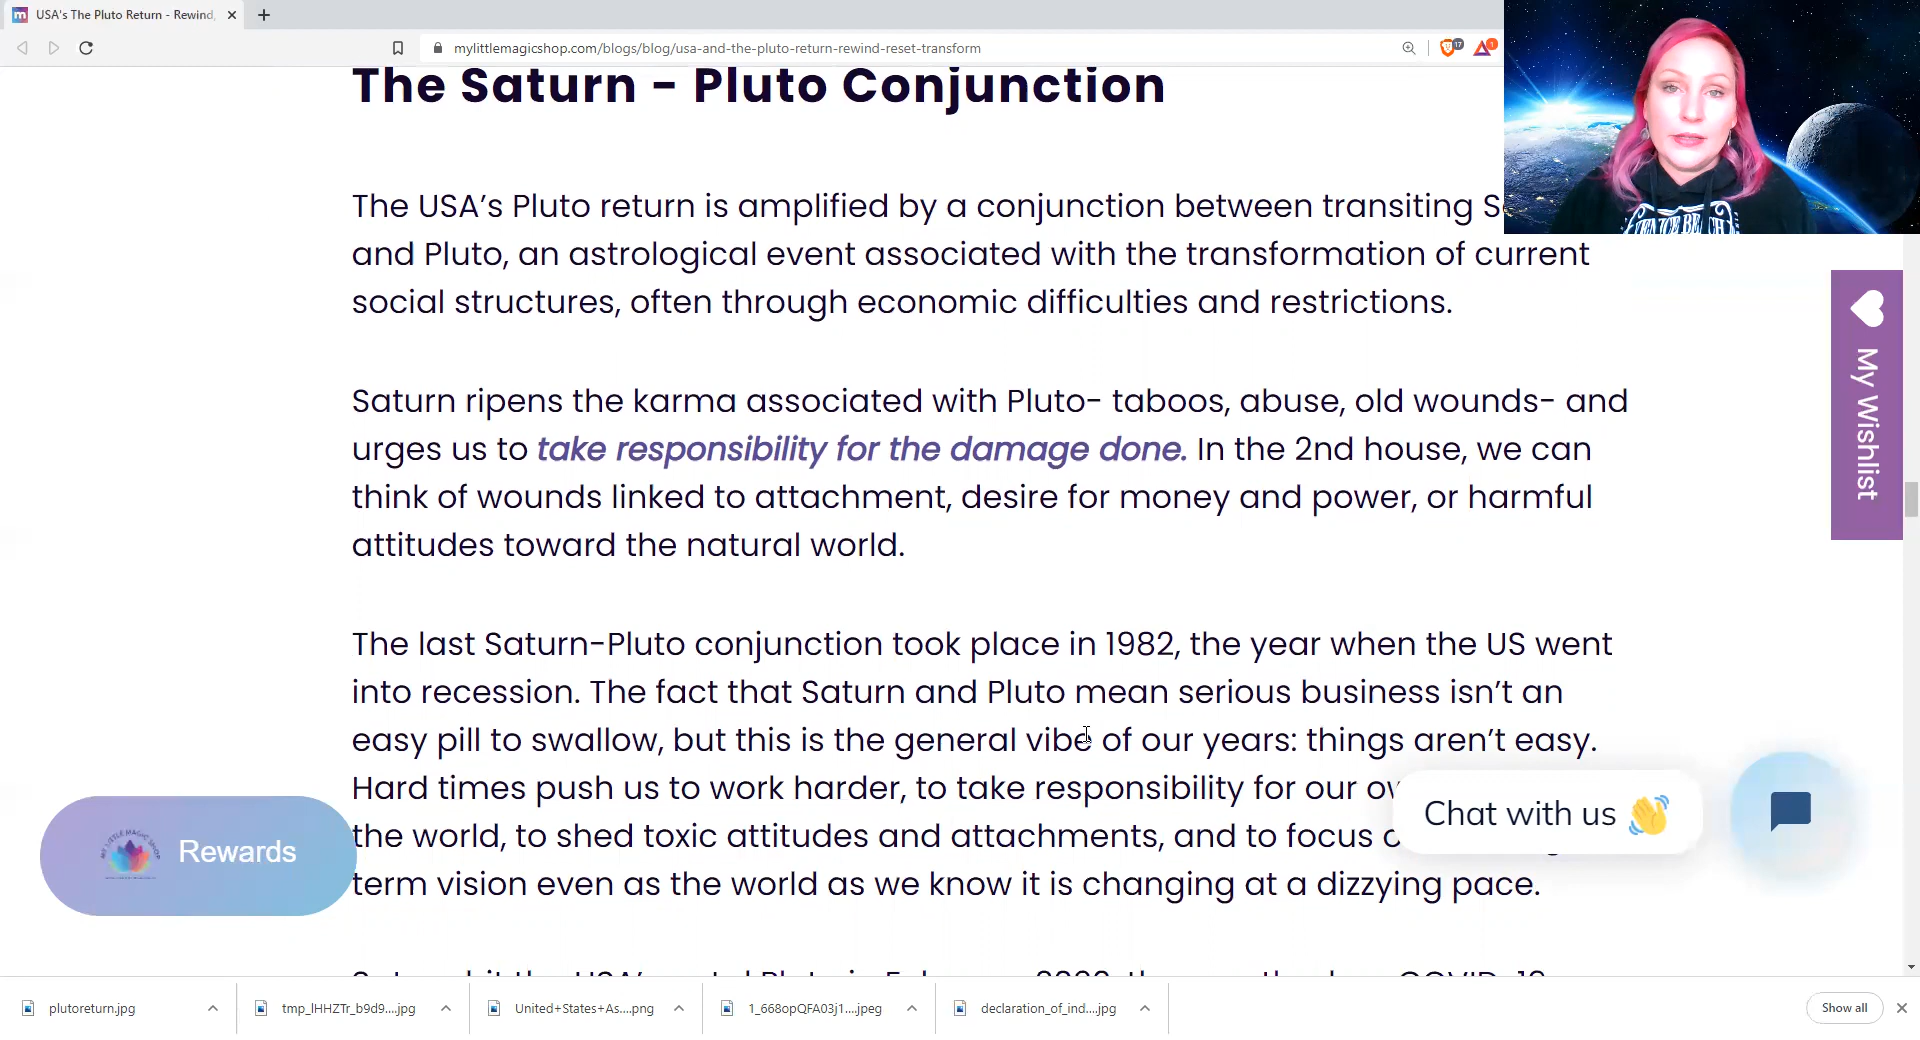 USA's The Pluto Return - Rewind,
mylittlemagicshop.com/blogs/blog/usa-and-the-pluto-return-rewind-reset-transform
17
1
The Saturn - Pluto Conjunction
The USA’s Pluto return is amplified by a conjunction between transiting
and Pluto, an astrological event associated with the transformation of current
social structures, often through economic difficulties and restrictions.
Saturn ripens the karma associated with Pluto- taboos, abuse, old wounds- and
urges us to take responsibility for the damage done. In the 2nd house, we can
think of wounds linked to attachment, desire for money and power, or harmful
attitudes toward the natural world.
The last Saturn-Pluto conjunction took place in 1982, the year when the US went
into recession. The fact that Saturn and Pluto mean serious business isn’t an
easy pill to swallow, but this is the general vibe of our years: things aren’t easy.
Hard times push us to work harder, to take responsibility for our
the world, to shed toxic attitudes and attachments, and to focus
term vision even as the world as we know it is changing at a dizzying pace.
My Wishlist
Rewards
MY LITTLE MAGIC SHOP
Chat with us 👋
plutoreturn.jpg
tmp_lHHZTr_b9d9....jpg
United+States+As....png
1_668opQFA03j1....jpeg
declaration_of_ind....jpg
Show all